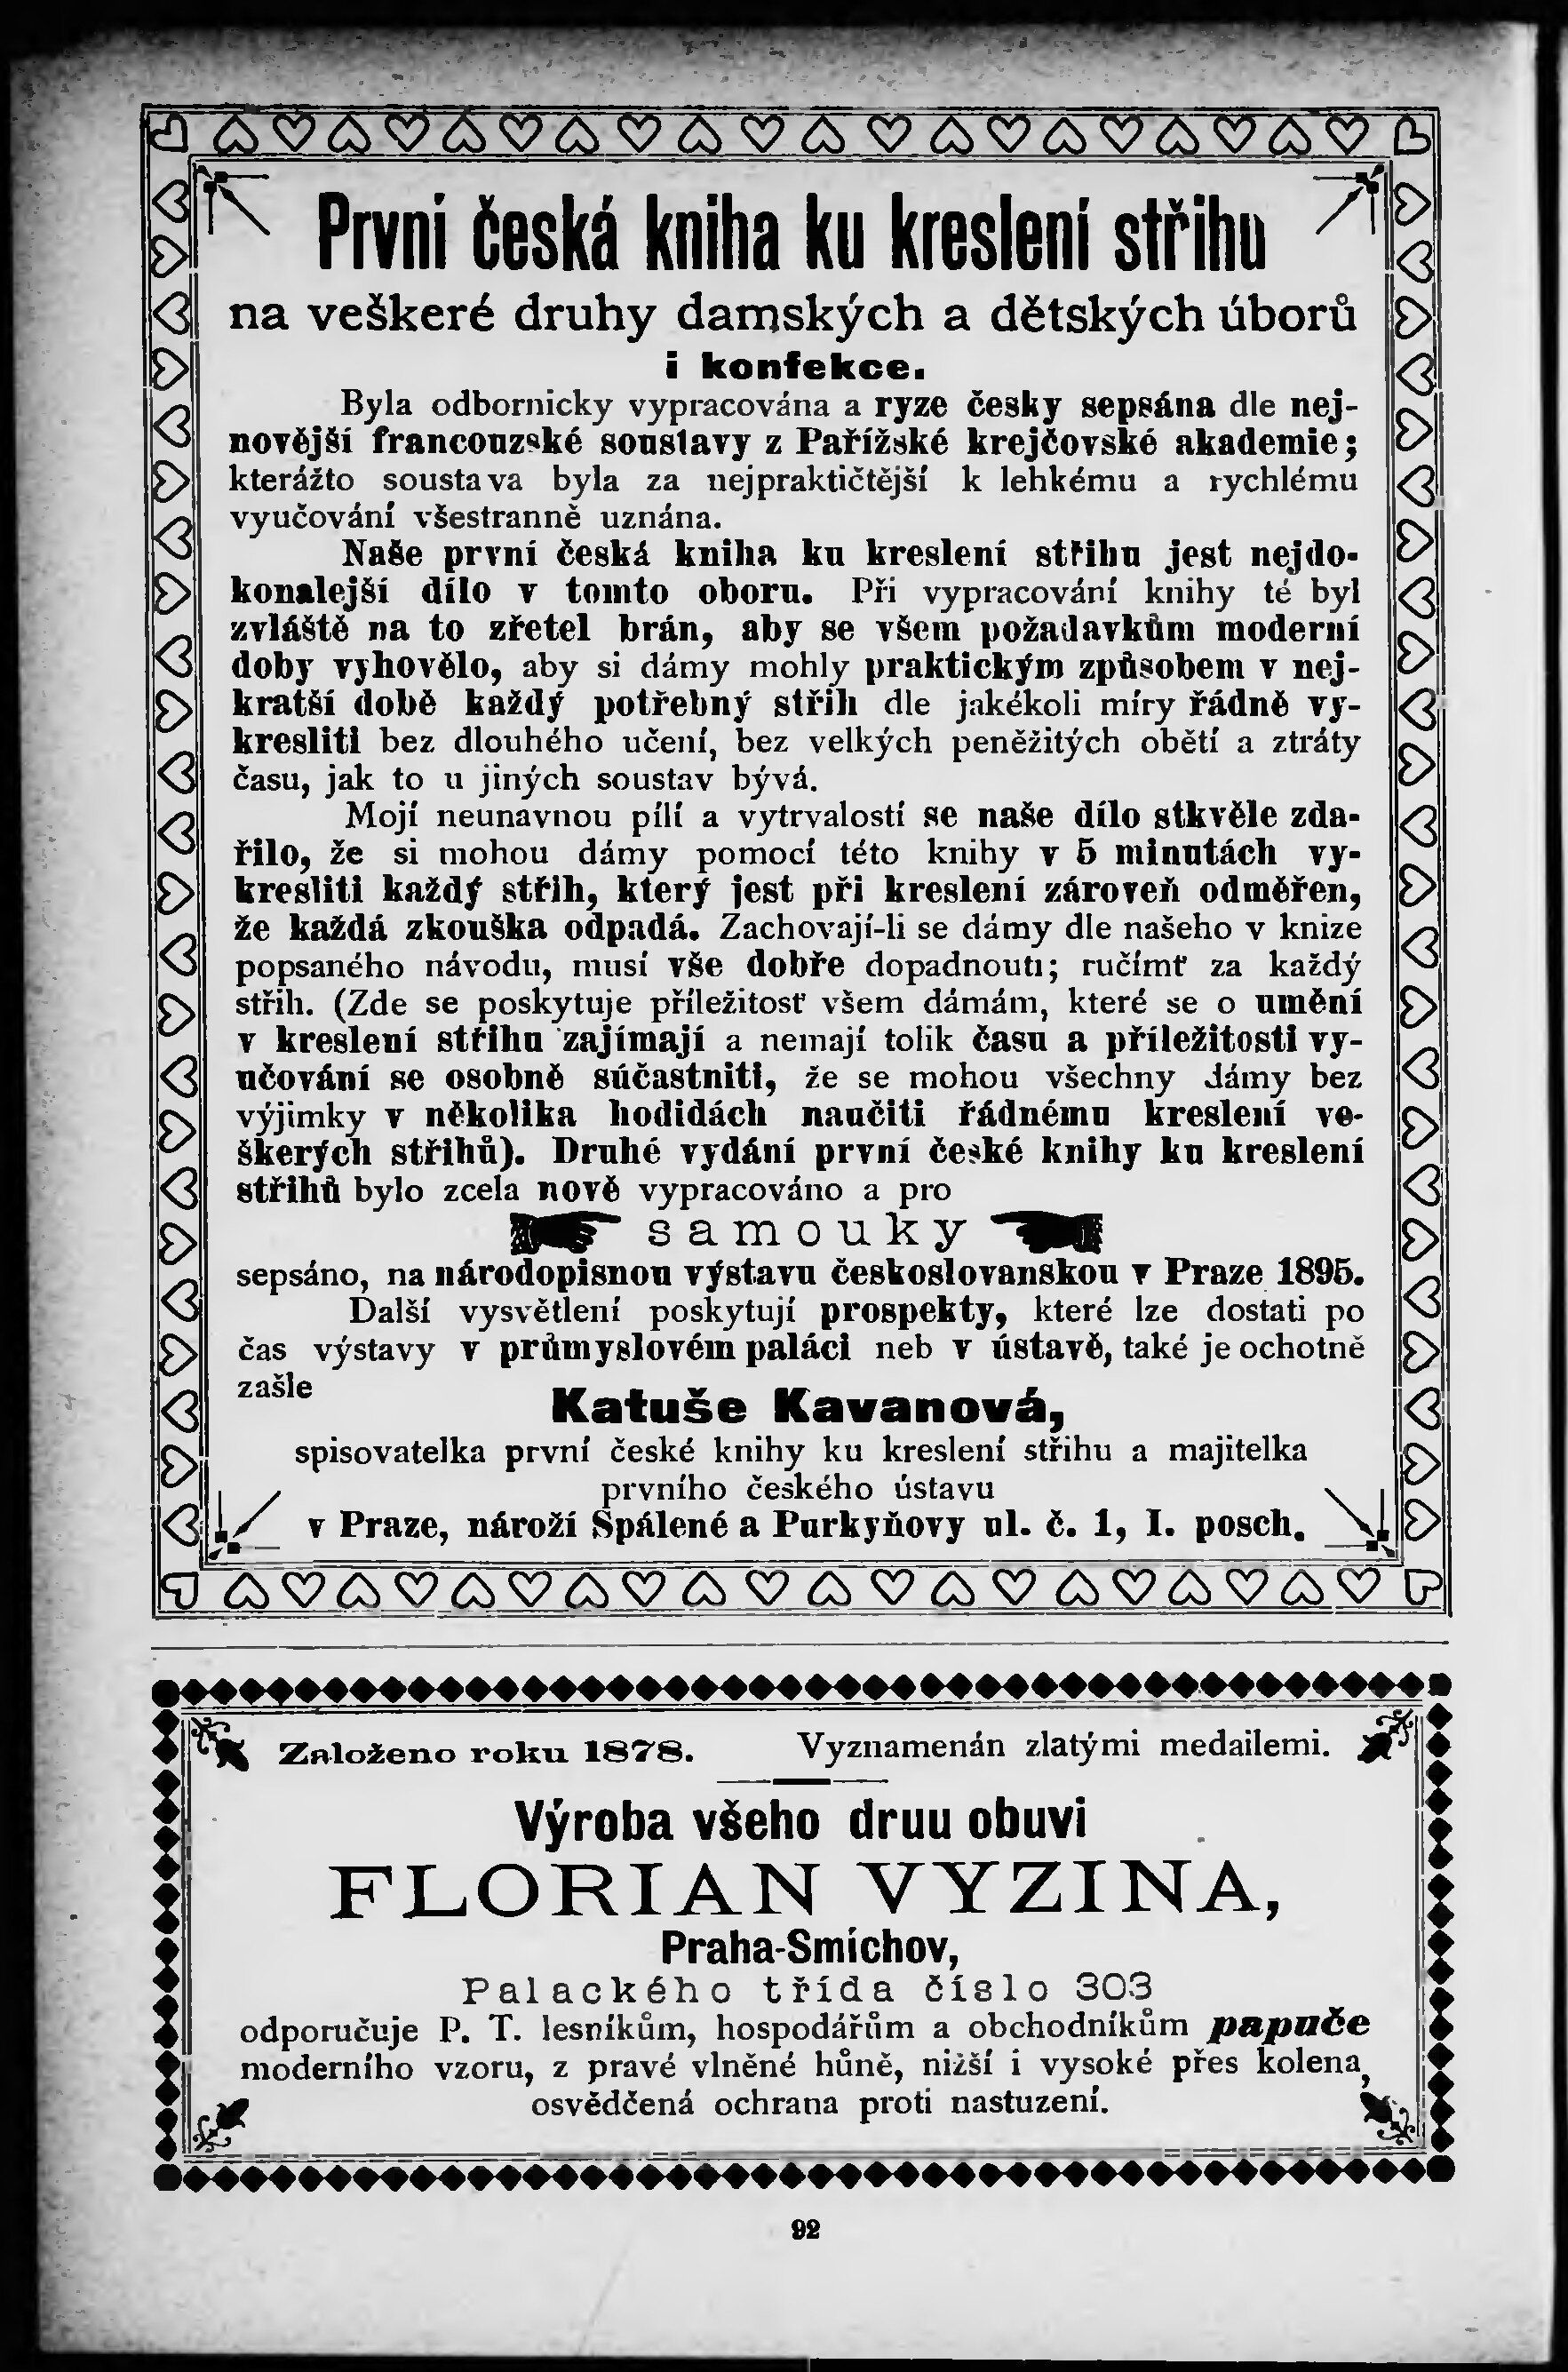 První česká kniha ku kreslení střihu
na veškeré druhy damských a dětských úborů
i konfekce.
Byla odbornicky vypracována a ryze česky sepsána dle nej-
novější francouzské soustavy z Pařížské krejčovské akademie;
kterážto soustava byla za nejpraktičtější k lehkému a rychlému
vyučování všestranně uznána.
Naše první česká kniha ku kreslení střihu jest nejdo-
konalejší dílo v tomto oboru. Při vypracování knihy té byl
zvláště na to zřetel brán, aby se všem požadavkům moderní
doby vyhovělo, aby si dámy mohly praktickým způsobem v nej-
kratší době každý potřebný střih dle jakékoli míry řádně vy-
kresliti bez dlouhého učení, bez velkých peněžitých obětí a ztráty
času, jak to u jiných soustav bývá.
Mojí neunavnou pílí a vytrvalostí se naše dílo stkvěle zda-
řilo, že si mohou dámy pomocí této knihy v 5 minutách vy-
kresliti každý střih, který jest při kreslení zároveň odměřen,
že každá zkouška odpadá. Zachovají-li se dámy dle našeho v knize
popsaného návodu, musí vše dobře dopadnouti; ručímť za každý
střih. (Zde se poskytuje příležitosť všem dámám, které se o umění
v kreslení střihu zajímají a nemají tolik času a příležitosti vy-
učování se osobně súčastniti, že se mohou všechny dámy bez
výjimky v několika hodidách naučiti řádnému kreslení ve-
škerých střihů). Druhé vydání první české knihy ku kreslení
střihů bylo zcela nově vypracováno a pro
samouky
sepsáno, na národopisnou výstavu českoslovanskou v Praze 1895.
Další vysvětlení poskytují prospekty, které lze dostati po
čas výstavy v průmyslovém paláci neb v ústavě, také je ochotně
zašle
Katuše Kavanová,
spisovatelka první české knihy ku kreslení střihu a majitelka
prvního českého ústavu
v Praze, nároží Spálené a Purkyňovy ul. č. 1, I. posch.
Založeno roku 1878. Vyznamenán zlatými medailemi.
Výroba všeho druu obuvi
FLORIAN VYZINA,
Praha-Smíchov,
Palackého třída číslo 303
odporučuje P. T. lesníkům, hospodářům a obchodníkům papuče
moderního vzoru, z pravé vlněné hůně, nižší i vysoké přes kolena,
osvědčená ochrana proti nastuzení.
92